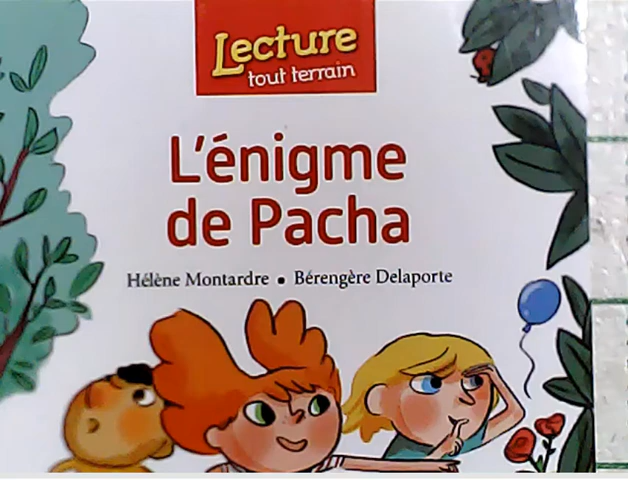 Lecture
tout terrain
L'énigme
de Pacha
Hélène Montardre • Bérengère Delaporte